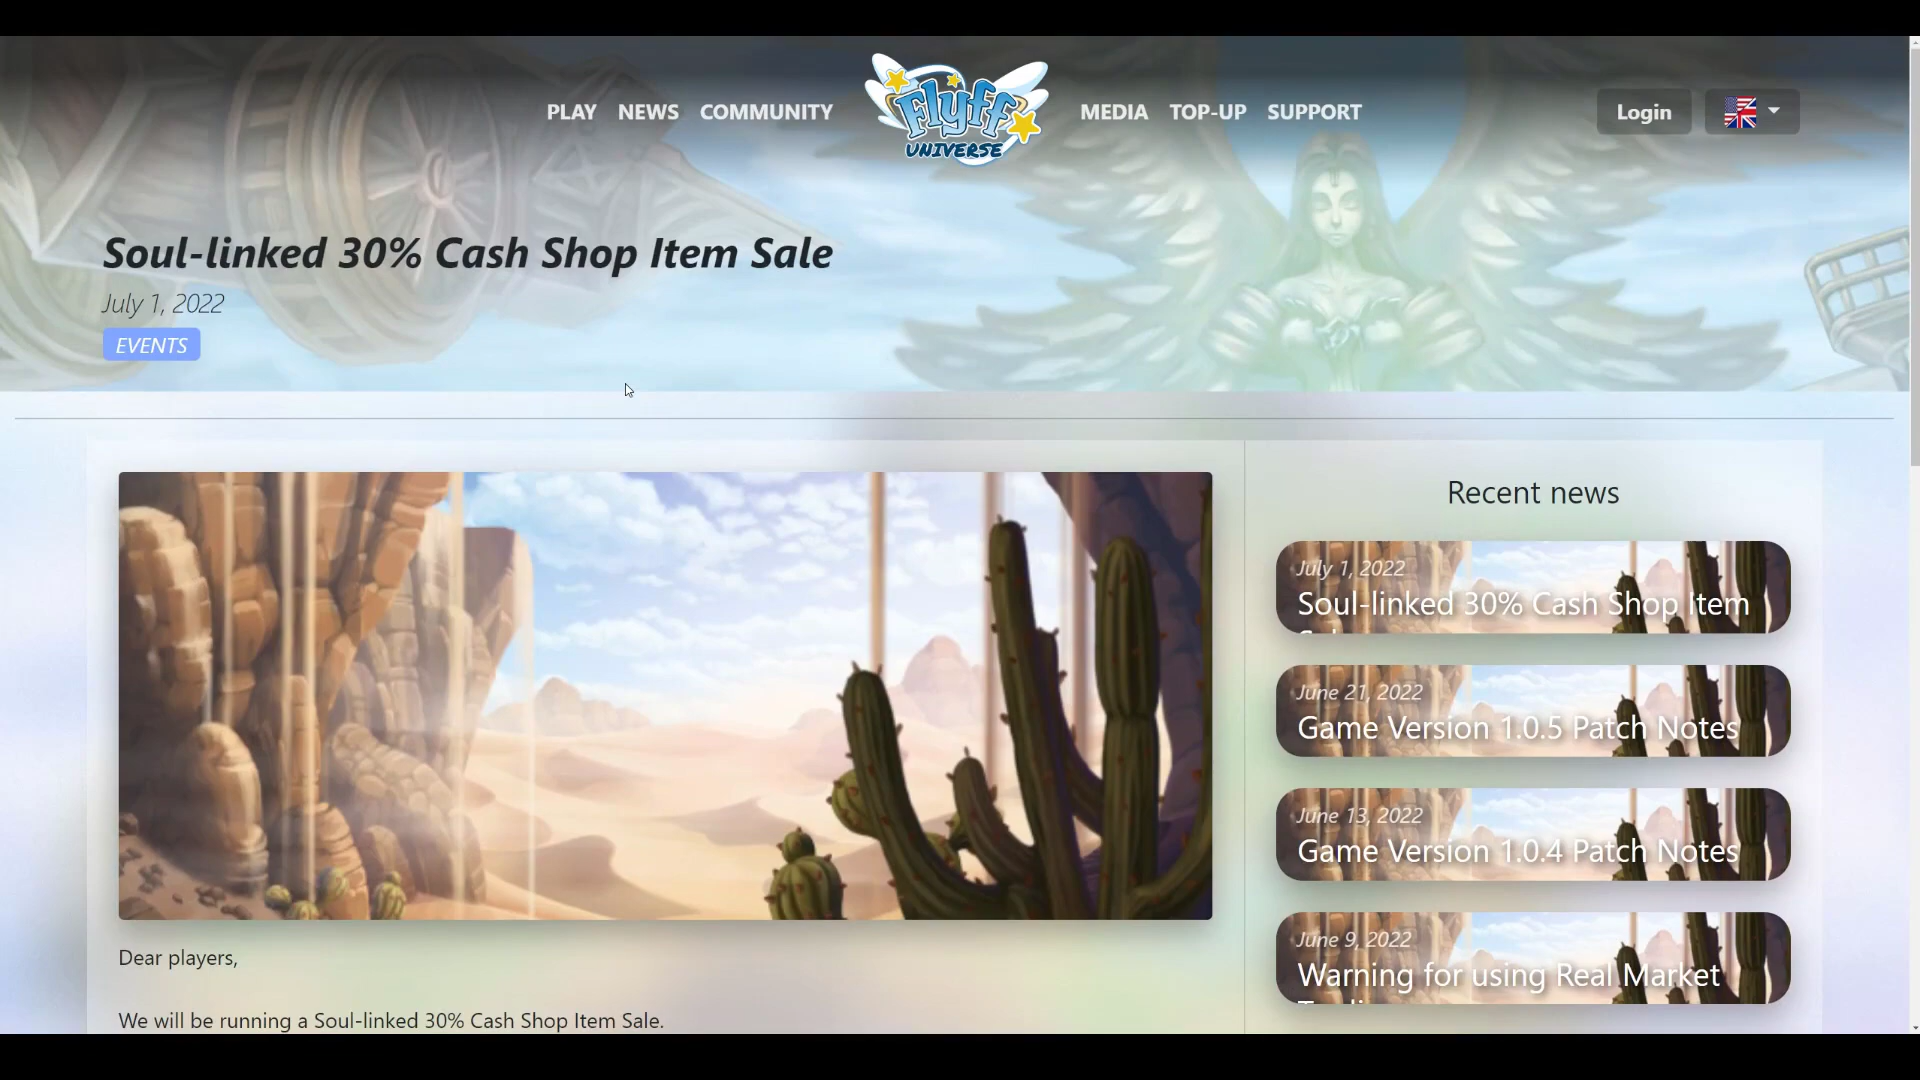 PLAY NEWS COMMUNITY Flyff UNIVERSE MEDIA TOP-UP SUPPORT Login
Soul-linked 30% Cash Shop Item Sale
July 1, 2022
EVENTS
Dear players,
We will be running a Soul-linked 30% Cash Shop Item Sale.
Recent news
July 1, 2022
Soul-linked 30% Cash Shop Item
June 21, 2022
Game Version 1.0.5 Patch Notes
June 13, 2022
Game Version 1.0.4 Patch Notes
June 9, 2022
Warning for using Real Market